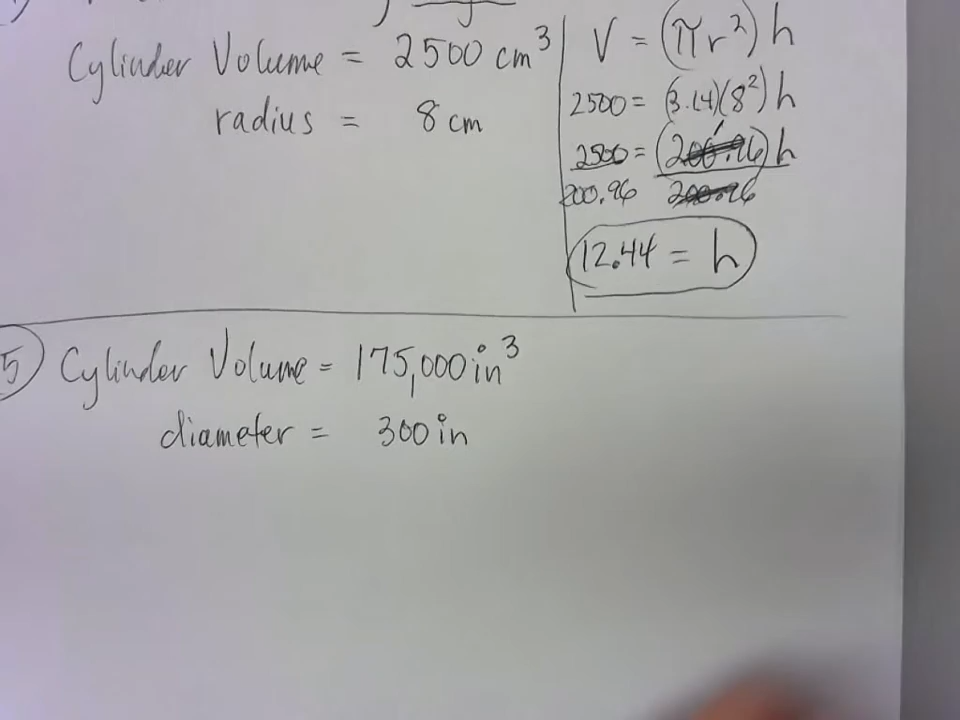 Cylinder Volume = 2500 cm³
radius = 8 cm
V = (πr²) h
2500 = (3.14)(8²) h
2500 = (200.96) h
200.96 200.96
12.44 = h
5) Cylinder Volume = 175,000 in³
diameter = 300 in